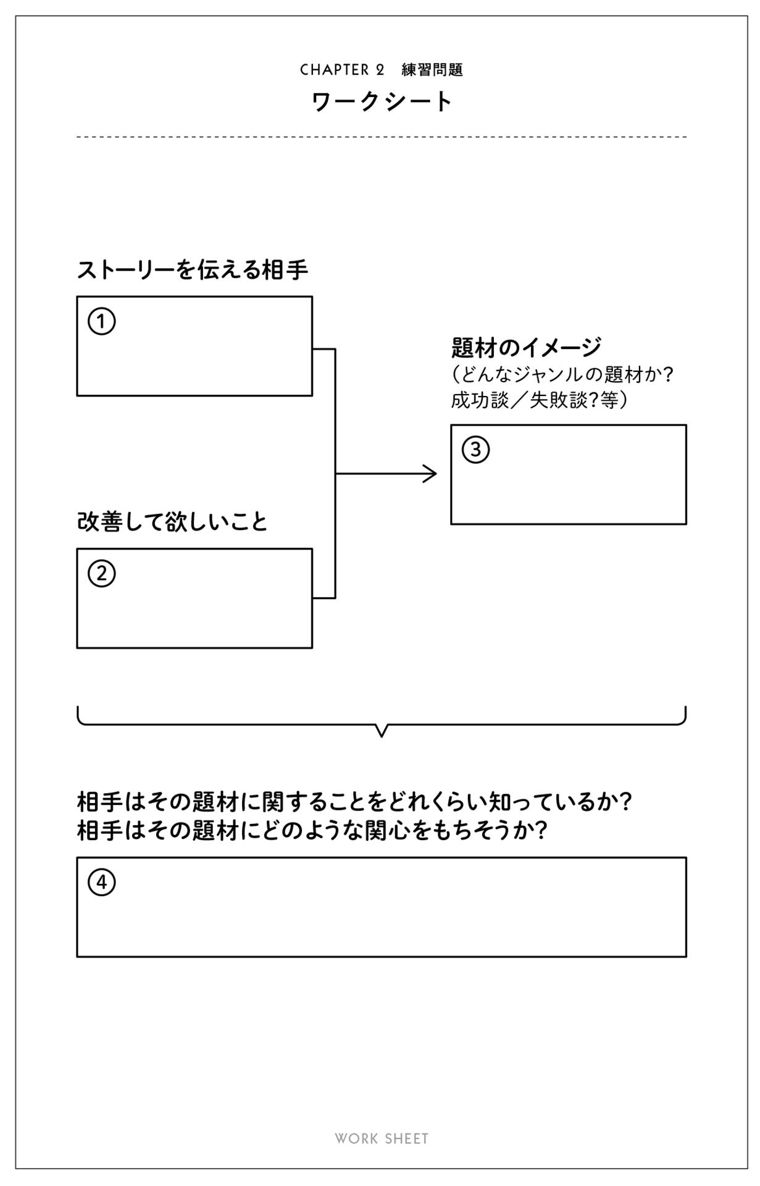 CHAPTER 2　練習問題
ワークシート
ストーリーを伝える相手
①
題材のイメージ
（どんなジャンルの題材か？
成功談／失敗談？等）
③
改善して欲しいこと
②
相手はその題材に関することをどれくらい知っているか？
相手はその題材にどのような関心をもちそうか？
④
WORK SHEET